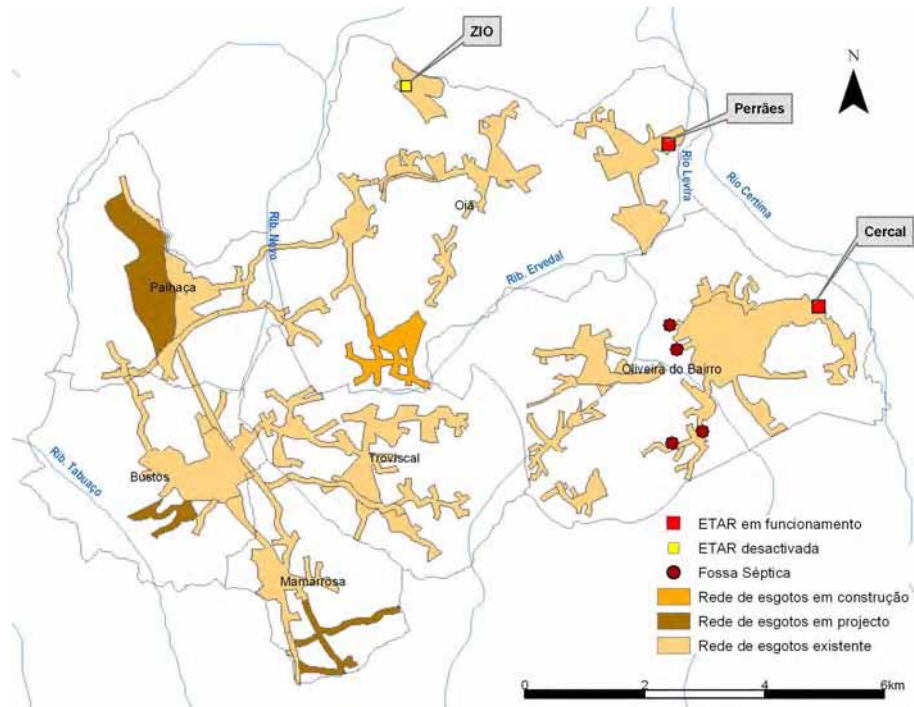 ZIO
N
Perrães
Rio Levira
Rio Certima
Oiã
Rib. Novo
Cercal
Rib. Ervedal
Palhaça
Oliveira do Bairro
Troviscal
Bustos
Rib. Tabuaço
Mamarrosa
ETAR em funcionamento
ETAR desactivada
Fossa Séptica
Rede de esgotos em construção
Rede de esgotos em projecto
Rede de esgotos existente
0 2 4 6km